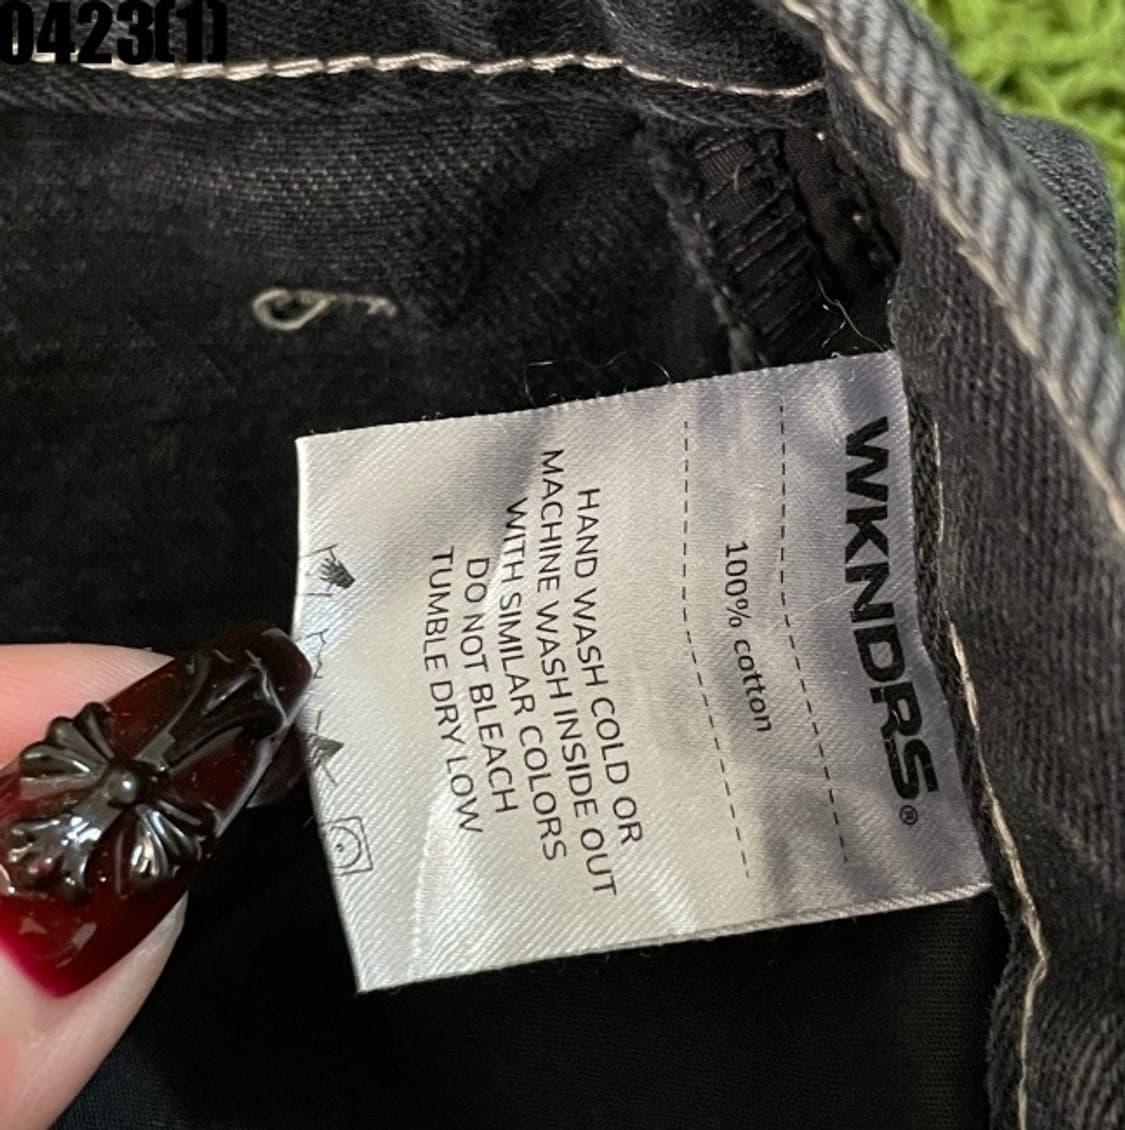 0423(1)
WKNDRS®
100% cotton
HAND WASH COLD OR
MACHINE WASH INSIDE OUT
WITH SIMILAR COLORS
DO NOT BLEACH
TUMBLE DRY LOW